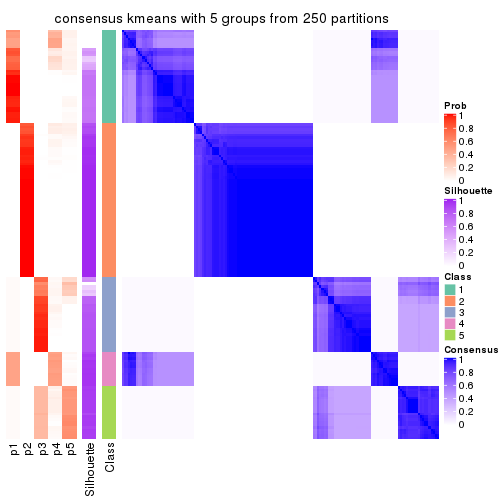 consensus kmeans with 5 groups from 250 partitions
Prob
1
0.8
0.6
0.4
0.2
0
Silhouette
1
0.8
0.6
0.4
0.2
0
Class
1
2
3
4
5
Consensus
1
0.8
0.6
0.4
0.2
0
p1
p2
p3
p4
p5
Silhouette
Class